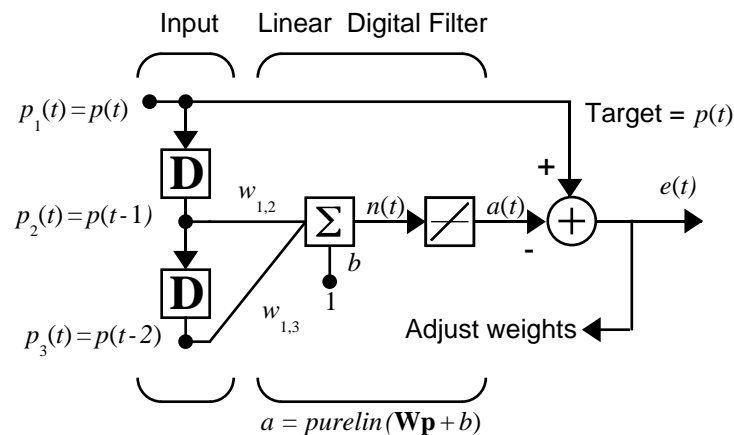 Input Linear Digital Filter
p₁(t) = p(t)
Target = p(t)
D
+
e(t)
w₁,₂
n(t)
a(t)
p₂(t) = p(t-1)
Σ
+
-
b
D
1
w₁,₃
p₃(t) = p(t-2)
Adjust weights
a = purelin(Wp + b)